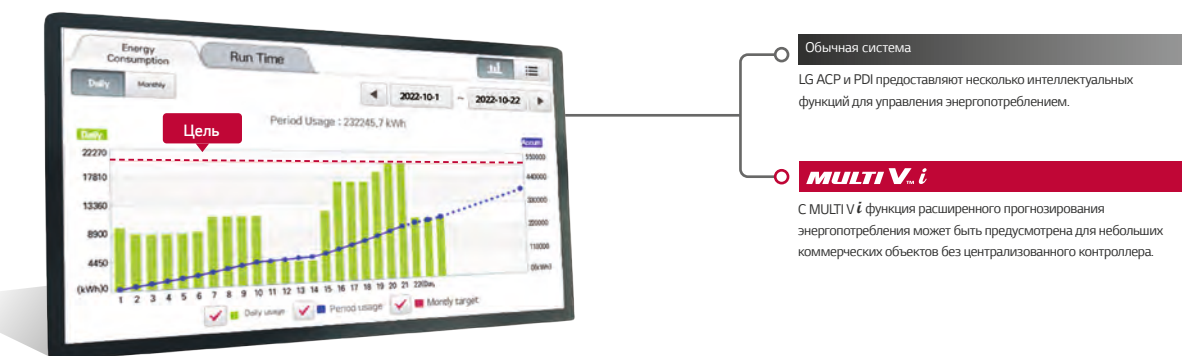 Energy
Consumption
Run Time
Daily
Monthly
2022-10-1 ~ 2022-10-22
Period Usage : 232245,7 kWh
Daily
Цель
Accum
22270
17810
13360
8900
4450
(kWh)0
550000
440000
330000
220000
110000
0(kWh)
1 2 3 4 5 6 7 8 9 10 11 12 13 14 15 16 17 18 19 20 21 22(Day)
Daily usage
Period usage
Montly target
Обычная система
LG ACP и PDI предоставляют несколько интеллектуальных
функций для управления энергопотреблением.
MULTI V™ i
С MULTI V i функция расширенного прогнозирования
энергопотребления может быть предусмотрена для небольших
коммерческих объектов без централизованного контроллера.